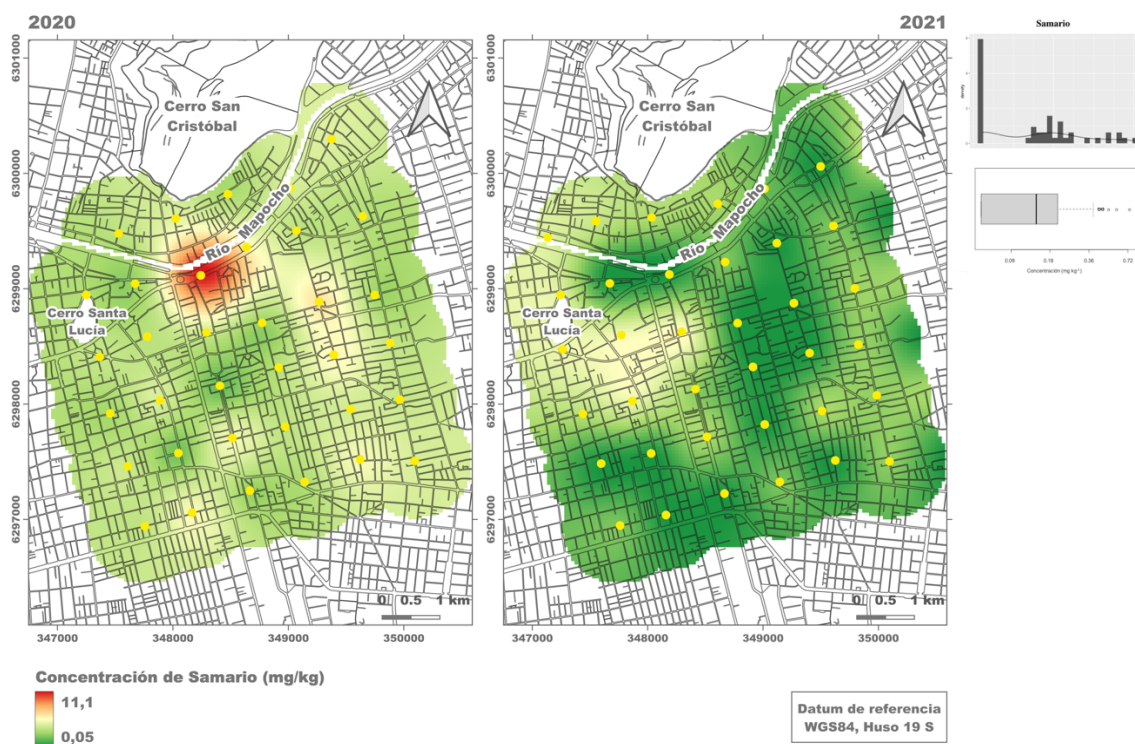 2020
2021
Samario
6301000
6300000
6299000
6298000
6297000
Cerro San
Cristóbal
Río Mapocho
Cerro Santa
Lucía
0 0.5 1 km
347000 348000 349000 350000
6301000
6300000
6299000
6298000
6297000
Cerro San
Cristóbal
Río Mapocho
Cerro Santa
Lucía
0 0.5 1 km
347000 348000 349000 350000
density
0.09 0.18 0.36 0.72
Concentración (mg kg⁻¹)
Concentración de Samario (mg/kg)
11,1
0,05
Datum de referencia
WGS84, Huso 19 S